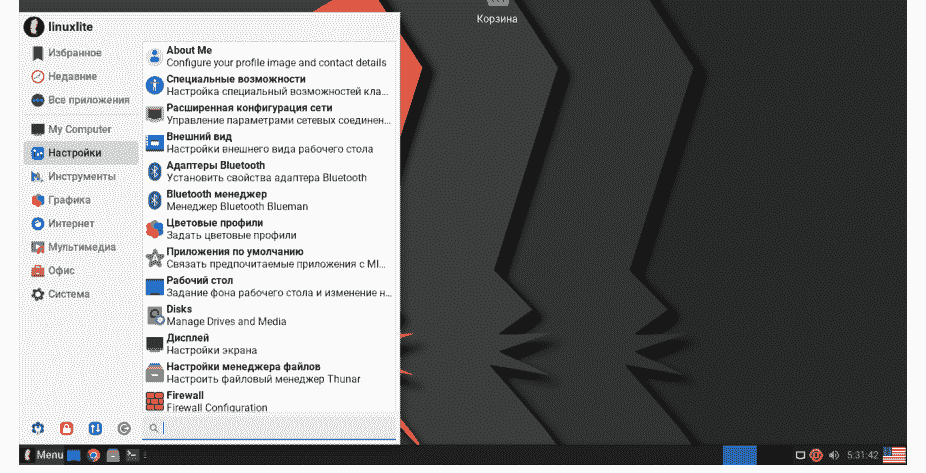 Корзина
linuxlite
Избранное
Недавние
Все приложения
My Computer
Настройки
Инструменты
Графика
Интернет
Мультимедиа
Офис
Система
About Me
Configure your profile image and contact details
Специальные возможности
Настройка специальный возможностей кла...
Расширенная конфигурация сети
Управление параметрами сетевых соединен...
Внешний вид
Настройки внешнего вида рабочего стола
Адаптеры Bluetooth
Установить свойства адаптера Bluetooth
Bluetooth менеджер
Менеджер Bluetooth Blueman
Цветовые профили
Задать цветовые профили
Приложения по умолчанию
Связать предпочитаемые приложения с MI...
Рабочий стол
Задание фона рабочего стола и изменение н...
Disks
Manage Drives and Media
Дисплей
Настройки экрана
Настройки менеджера файлов
Настроить файловый менеджер Thunar
Firewall
Firewall Configuration
Menu
5:31:42